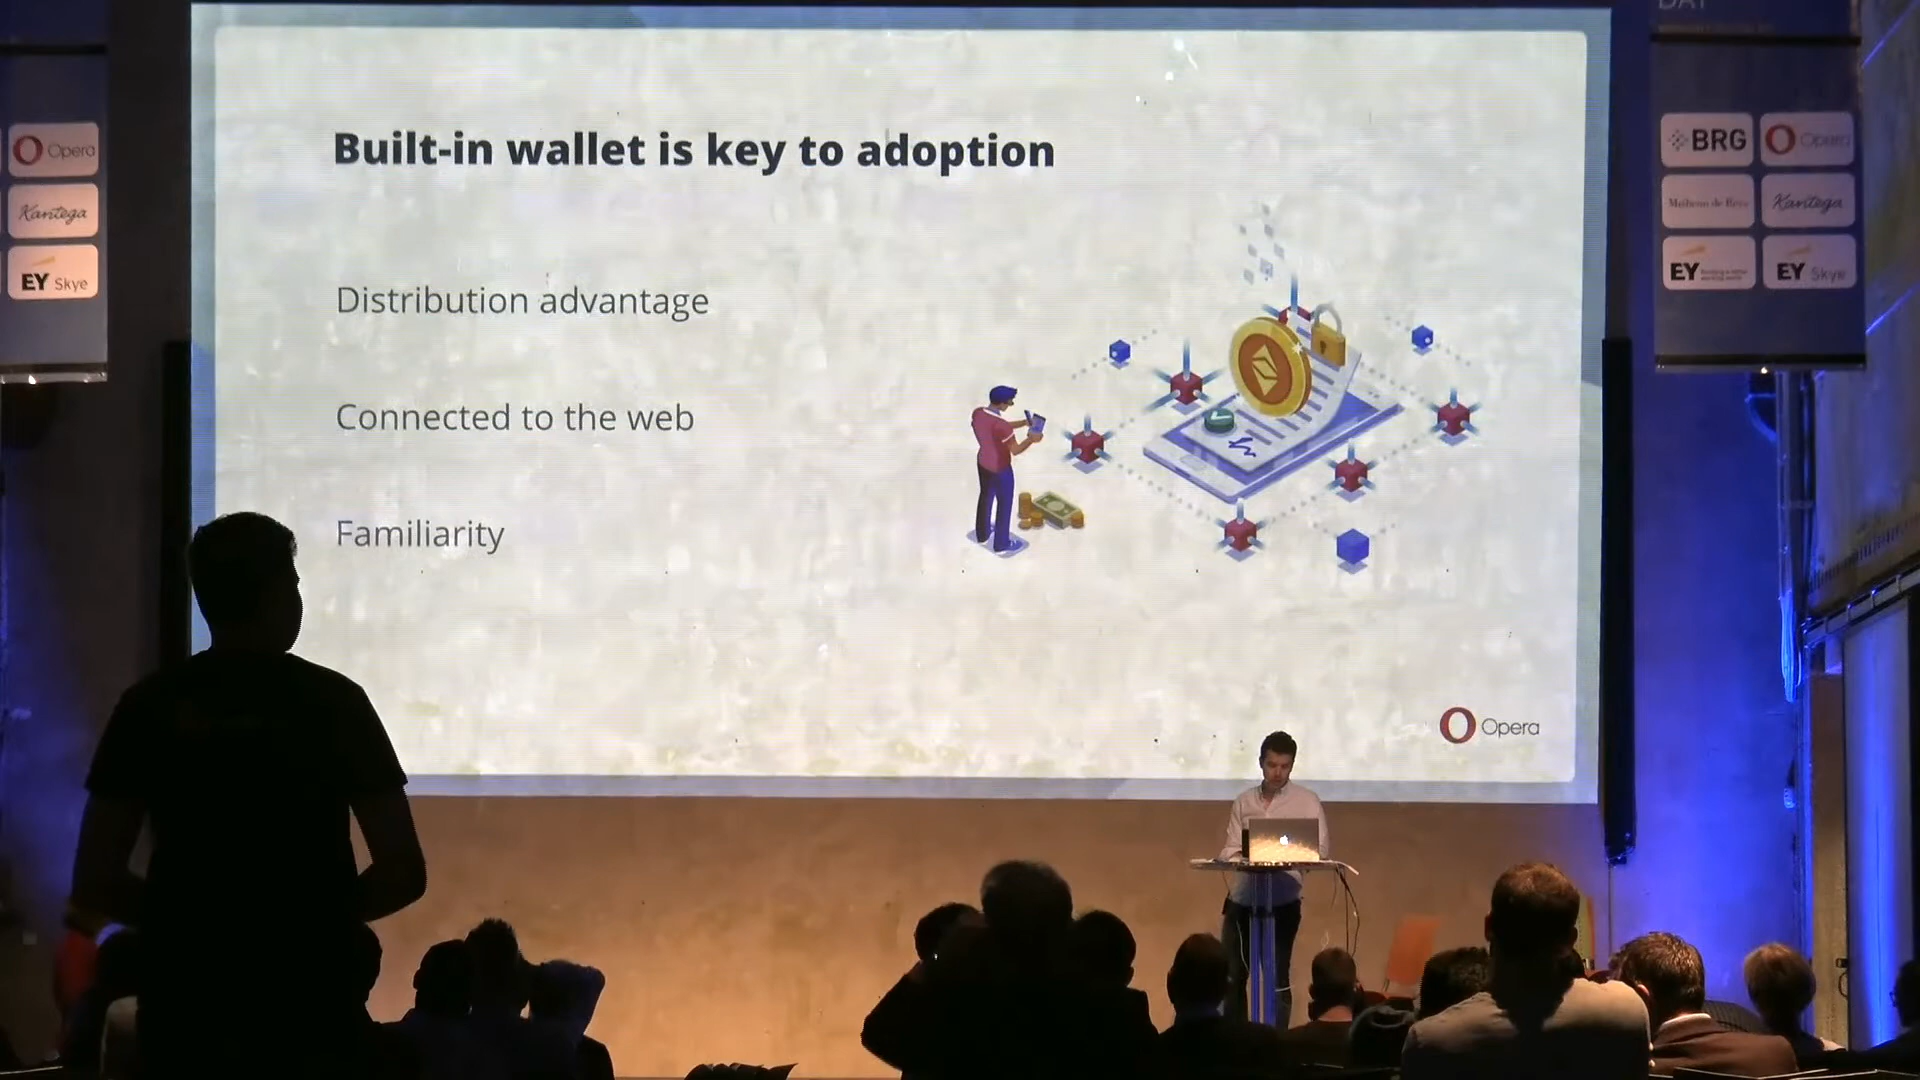 DAY
Built-in wallet is key to adoption
Distribution advantage
Connected to the web
Familiarity
Opera
Opera
Kantega
EY Skye
BRG
Opera
Kantega
EY
EY Skye